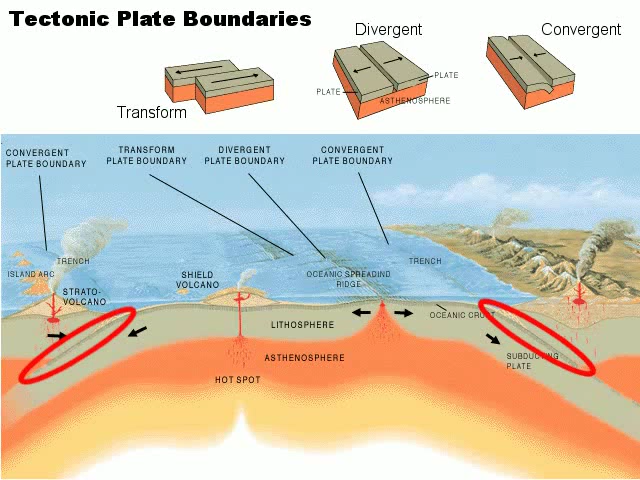 Tectonic Plate Boundaries
Divergent
Convergent
Transform
PLATE
PLATE
ASTHENOSPHERE
CONVERGENT
PLATE BOUNDARY
TRANSFORM
PLATE BOUNDARY
DIVERGENT
PLATE BOUNDARY
CONVERGENT
PLATE BOUNDARY
TRENCH
ISLAND ARC
STRATO-
VOLCANO
SHIELD
VOLCANO
OCEANIC SPREADING
RIDGE
TRENCH
LITHOSPHERE
OCEANIC CRUST
ASTHENOSPHERE
SUBDUCTING
PLATE
HOT SPOT